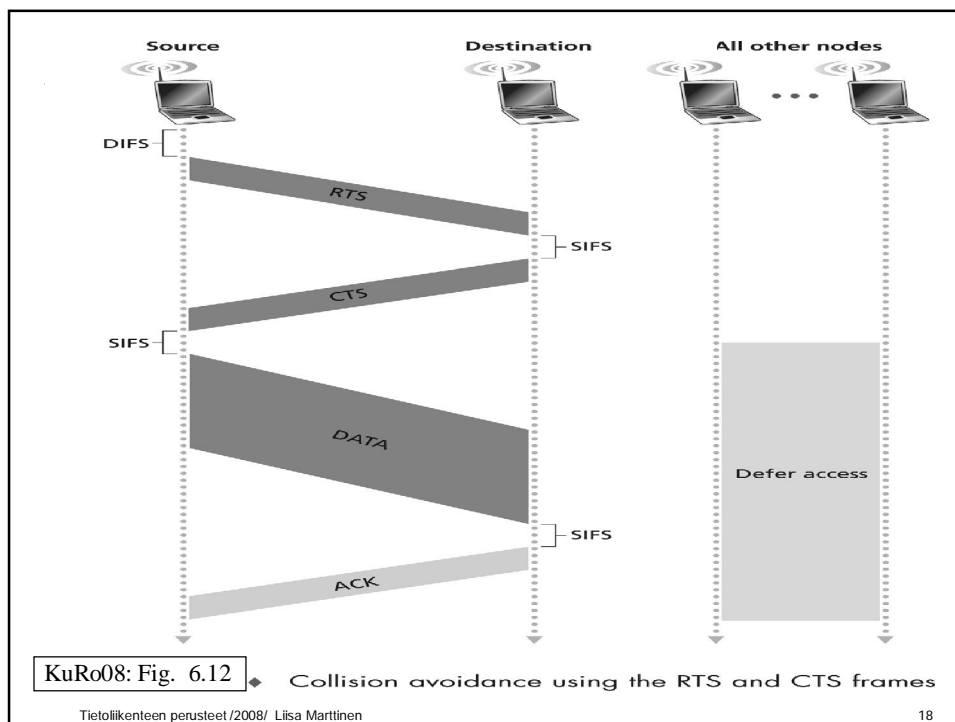 Source Destination All other nodes
DIFS
RTS
SIFS
CTS
SIFS
DATA
Defer access
SIFS
ACK
KuRo08: Fig. 6.12 ◆ Collision avoidance using the RTS and CTS frames
Tietoliikenteen perusteet /2008/ Liisa Marttinen 18